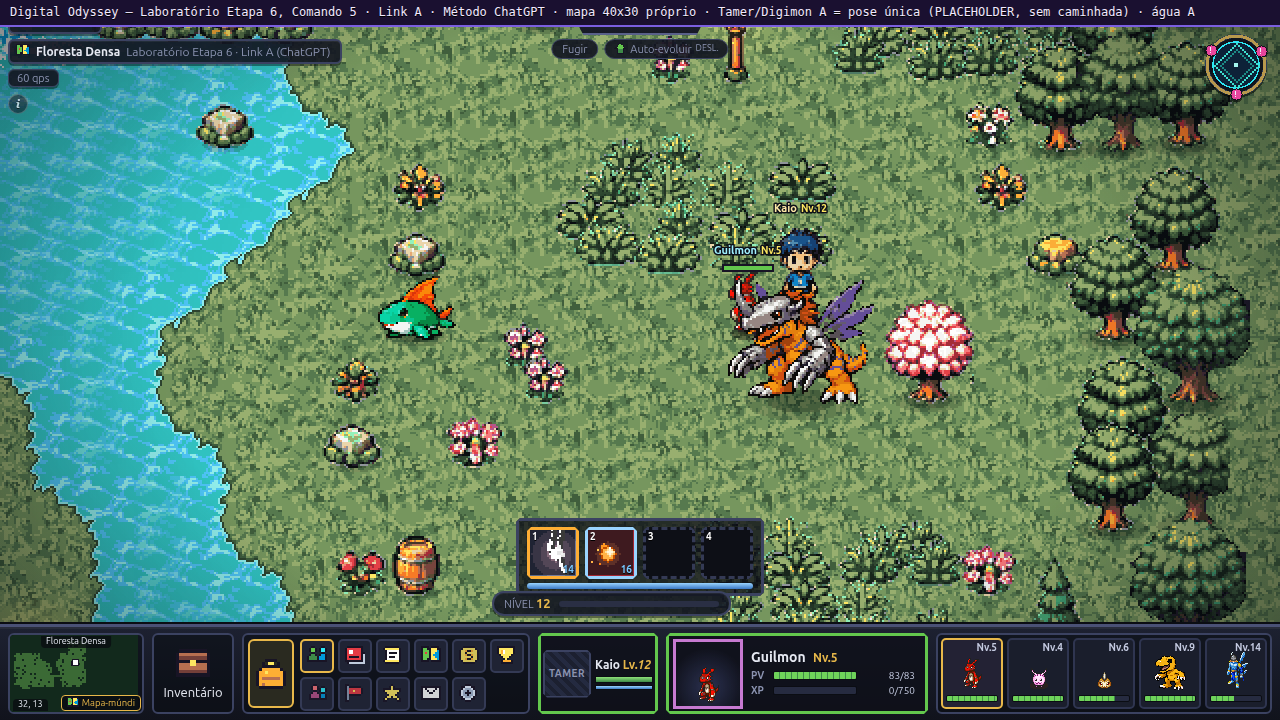 Digital Odyssey — Laboratório Etapa 6, Comando 5 · Link A · Método ChatGPT · mapa 40x30 próprio · Tamer/Digimon A = pose única (PLACEHOLDER, sem caminhada) · água A
Floresta Densa Laboratório Etapa 6 · Link A (ChatGPT)
Fugir
Auto-evoluir DESL.
60 qps
i
Kaio Nv.12
Guilmon Nv.5
1
14
2
16
3
4
NÍVEL 12
Floresta Densa
32, 13
Mapa-múndi
Inventário
TAMER
Kaio Lv.12
Guilmon Nv.5
PV
83/83
XP
0/750
Nv.5
Nv.4
Nv.6
Nv.9
Nv.14